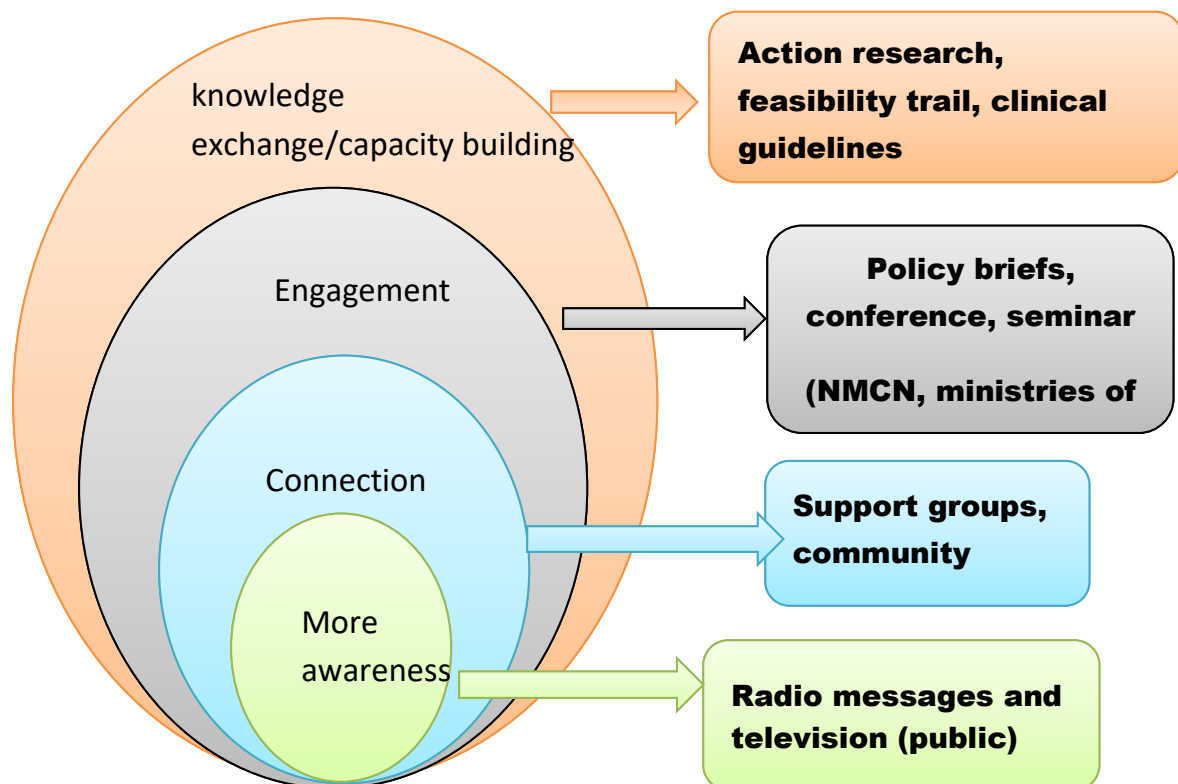 knowledge
exchange/capacity building
Action research,
feasibility trail, clinical
guidelines
Engagement
Policy briefs,
conference, seminar
(NMCN, ministries of
Connection
Support groups,
community
More
awareness
Radio messages and
television (public)